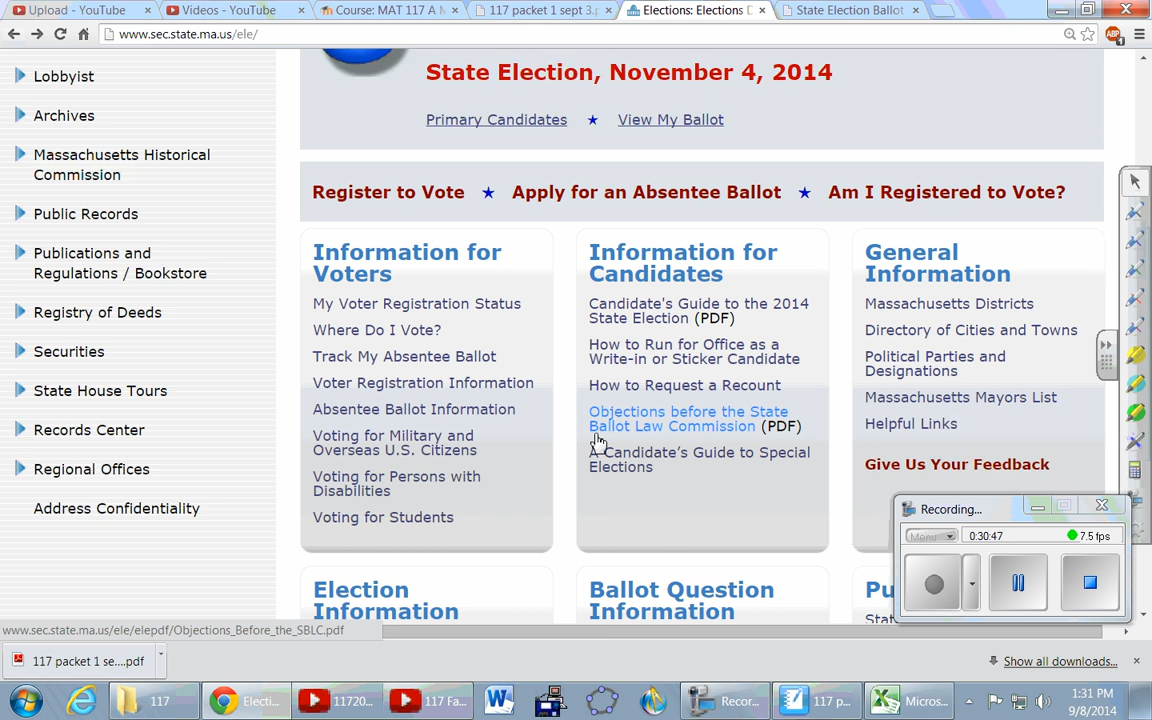 Upload - YouTube
Videos - YouTube
Course: MAT 117 A M
117 packet 1 sept 3.p
Elections: Elections D
State Election Ballot
www.sec.state.ma.us/ele/
ABP
1
Lobbyist
Archives
Massachusetts Historical
Commission
Public Records
Publications and
Regulations / Bookstore
Registry of Deeds
Securities
State House Tours
Records Center
Regional Offices
Address Confidentiality
State Election, November 4, 2014
Primary Candidates ★ View My Ballot
Register to Vote ★ Apply for an Absentee Ballot ★ Am I Registered to Vote?
Information for
Voters
My Voter Registration Status
Where Do I Vote?
Track My Absentee Ballot
Voter Registration Information
Absentee Ballot Information
Voting for Military and
Overseas U.S. Citizens
Voting for Persons with
Disabilities
Voting for Students
Information for
Candidates
Candidate's Guide to the 2014
State Election (PDF)
How to Run for Office as a
Write-in or Sticker Candidate
How to Request a Recount
Objections before the State
Ballot Law Commission (PDF)
A Candidate's Guide to Special
Elections
General
Information
Massachusetts Districts
Directory of Cities and Towns
Political Parties and
Designations
Massachusetts Mayors List
Helpful Links
Give Us Your Feedback
Election
Information
Ballot Question
Information
Pu
Stat
Recording...
Menu
0:30:47
7.5 fps
www.sec.state.ma.us/ele/elepdf/Objections_Before_the_SBLC.pdf
117 packet 1 se....pdf
Show all downloads...
117
Electi...
11720...
117 Fa...
Recor...
117 p...
Micros...
1:31 PM
9/8/2014